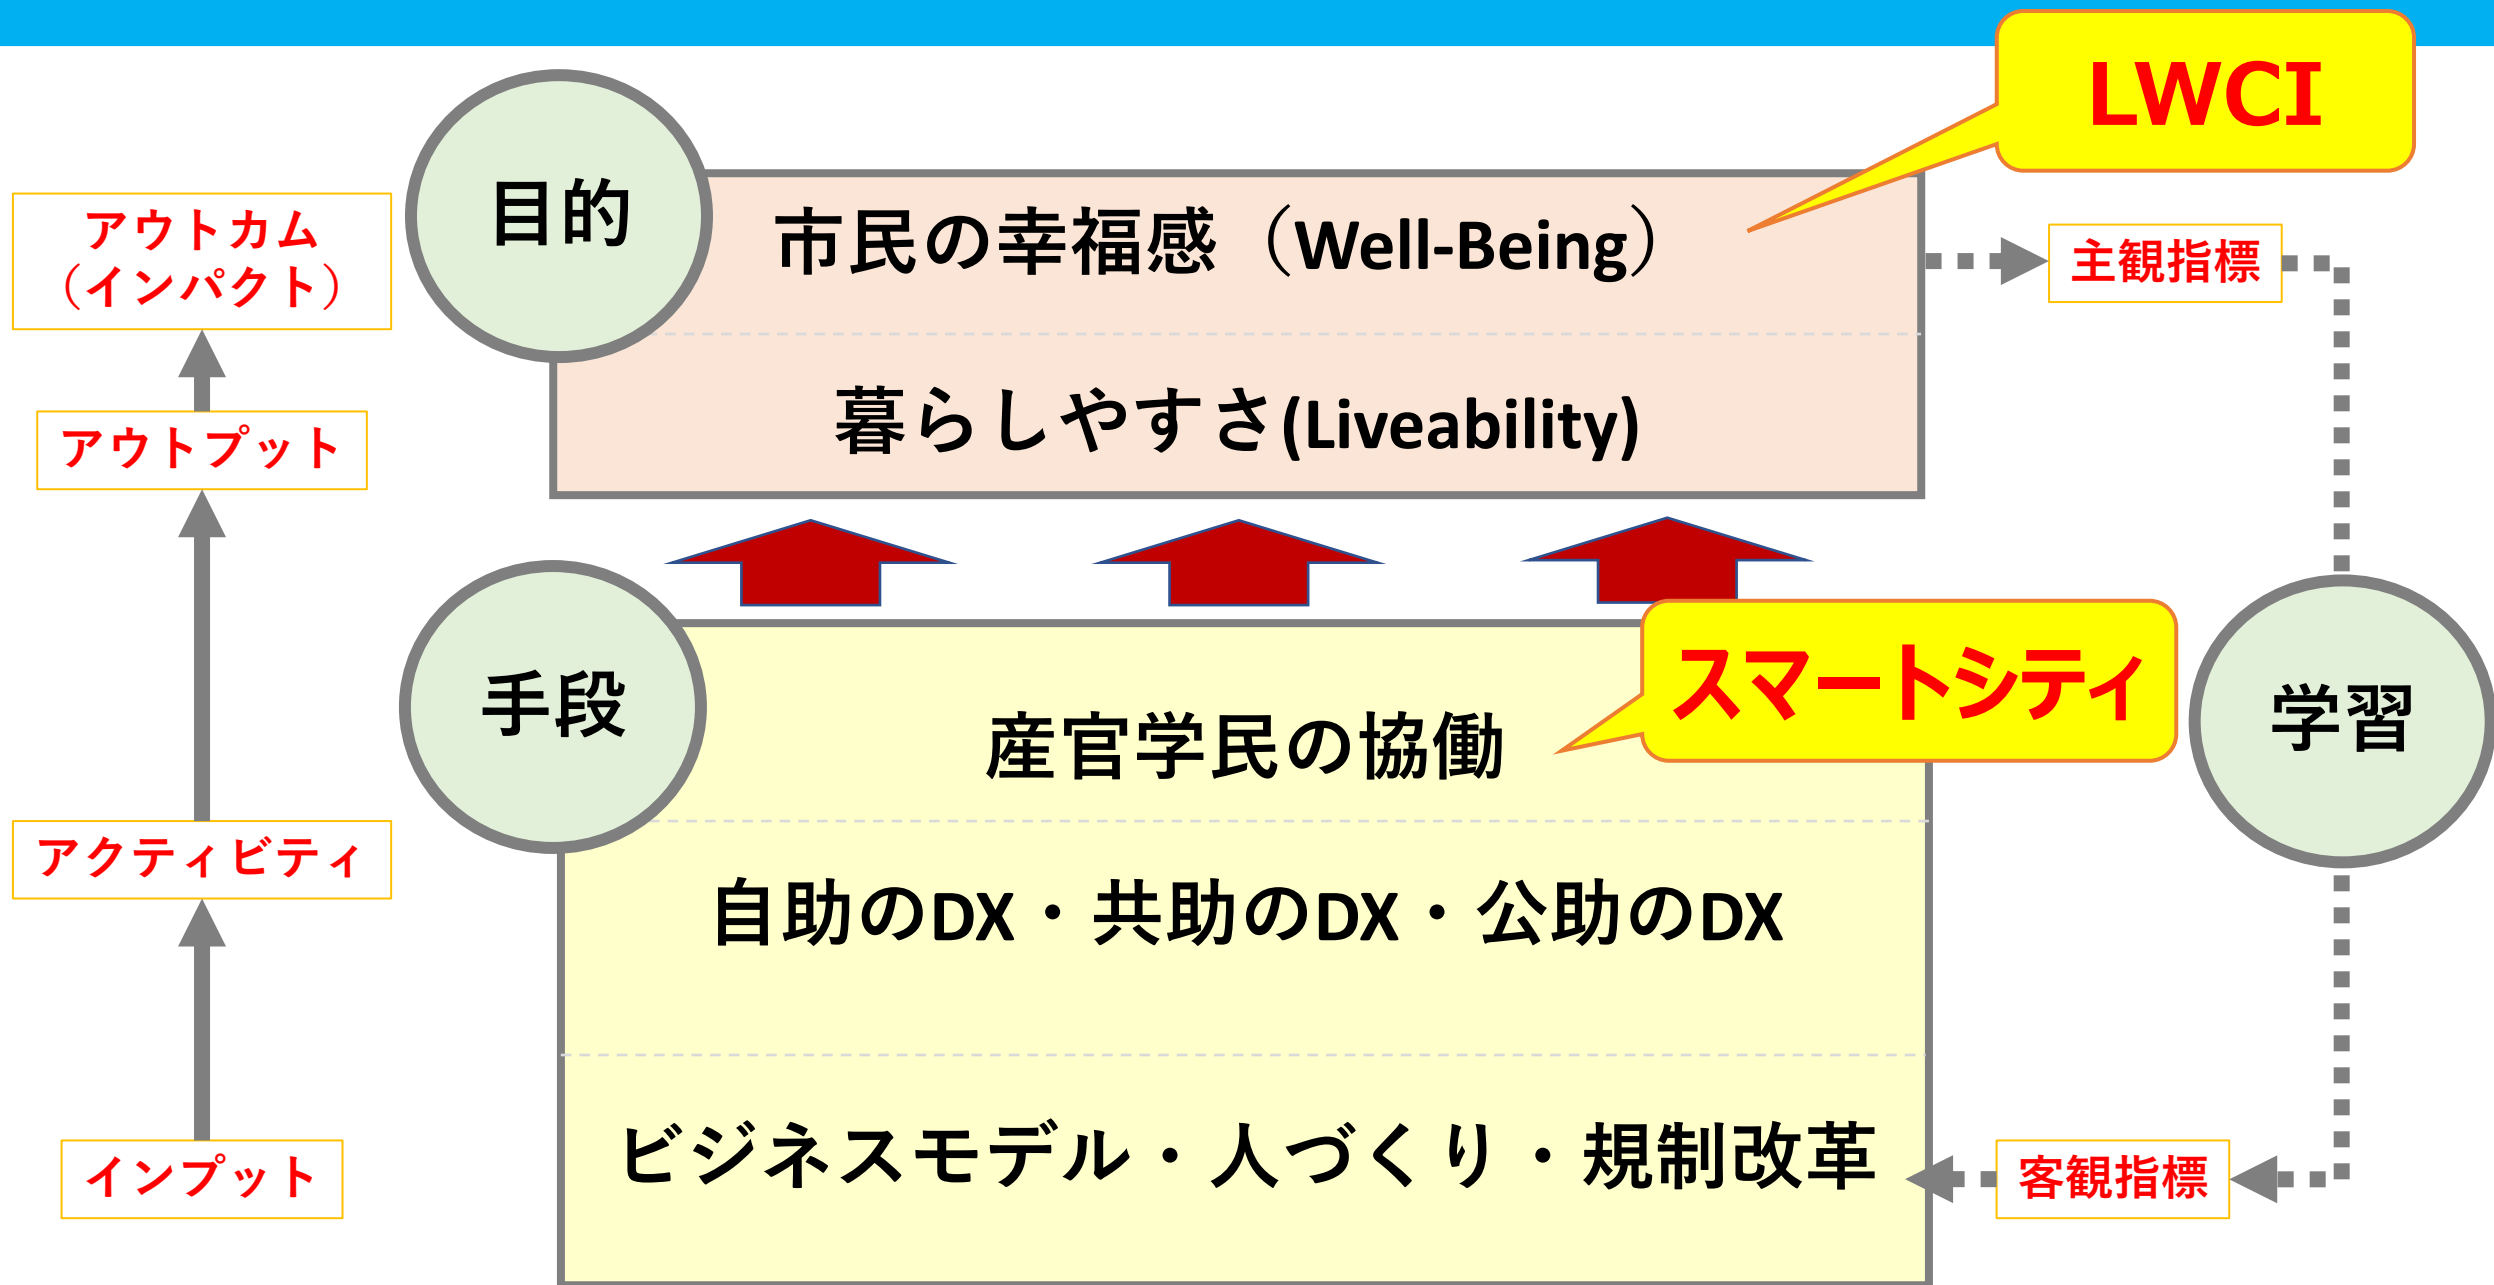 LWCI
目的
市民の幸福感（Well-Being）
アウトカム
（インパクト）
主観指標
暮らしやすさ(Liveability)
アウトプット
スマートシティ
手段
産官学民の協働
学習
アクティビティ
自助のDX・共助のDX・公助のDX
ビジネスモデル・人づくり・規制改革
インプット
客観指標